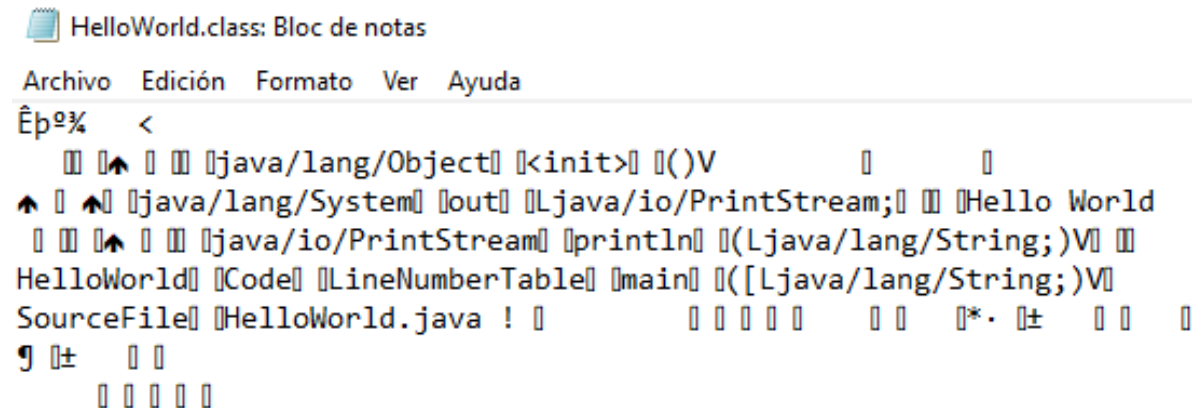 HelloWorld.class: Bloc de notas
Archivo Edición Formato Ver Ayuda
Êþº¾ <
▯▯ ▯♠ ▯ ▯▯ ▯java/lang/Object▯ ▯<init>▯ ▯()V ▯ ▯
♠ ▯ ♠▯ ▯java/lang/System▯ ▯out▯ ▯Ljava/io/PrintStream;▯ ▯▯ ▯Hello World
▯ ▯▯ ▯♠ ▯ ▯▯ ▯java/io/PrintStream▯ ▯println▯ ▯(Ljava/lang/String;)V▯ ▯▯
HelloWorld▯ ▯Code▯ ▯LineNumberTable▯ ▯main▯ ▯([Ljava/lang/String;)V▯
SourceFile▯ ▯HelloWorld.java ! ▯ ▯ ▯ ▯ ▯ ▯ ▯ ▯ ▯*· ▯± ▯ ▯ ▯
¶ ▯± ▯ ▯
▯ ▯ ▯ ▯ ▯